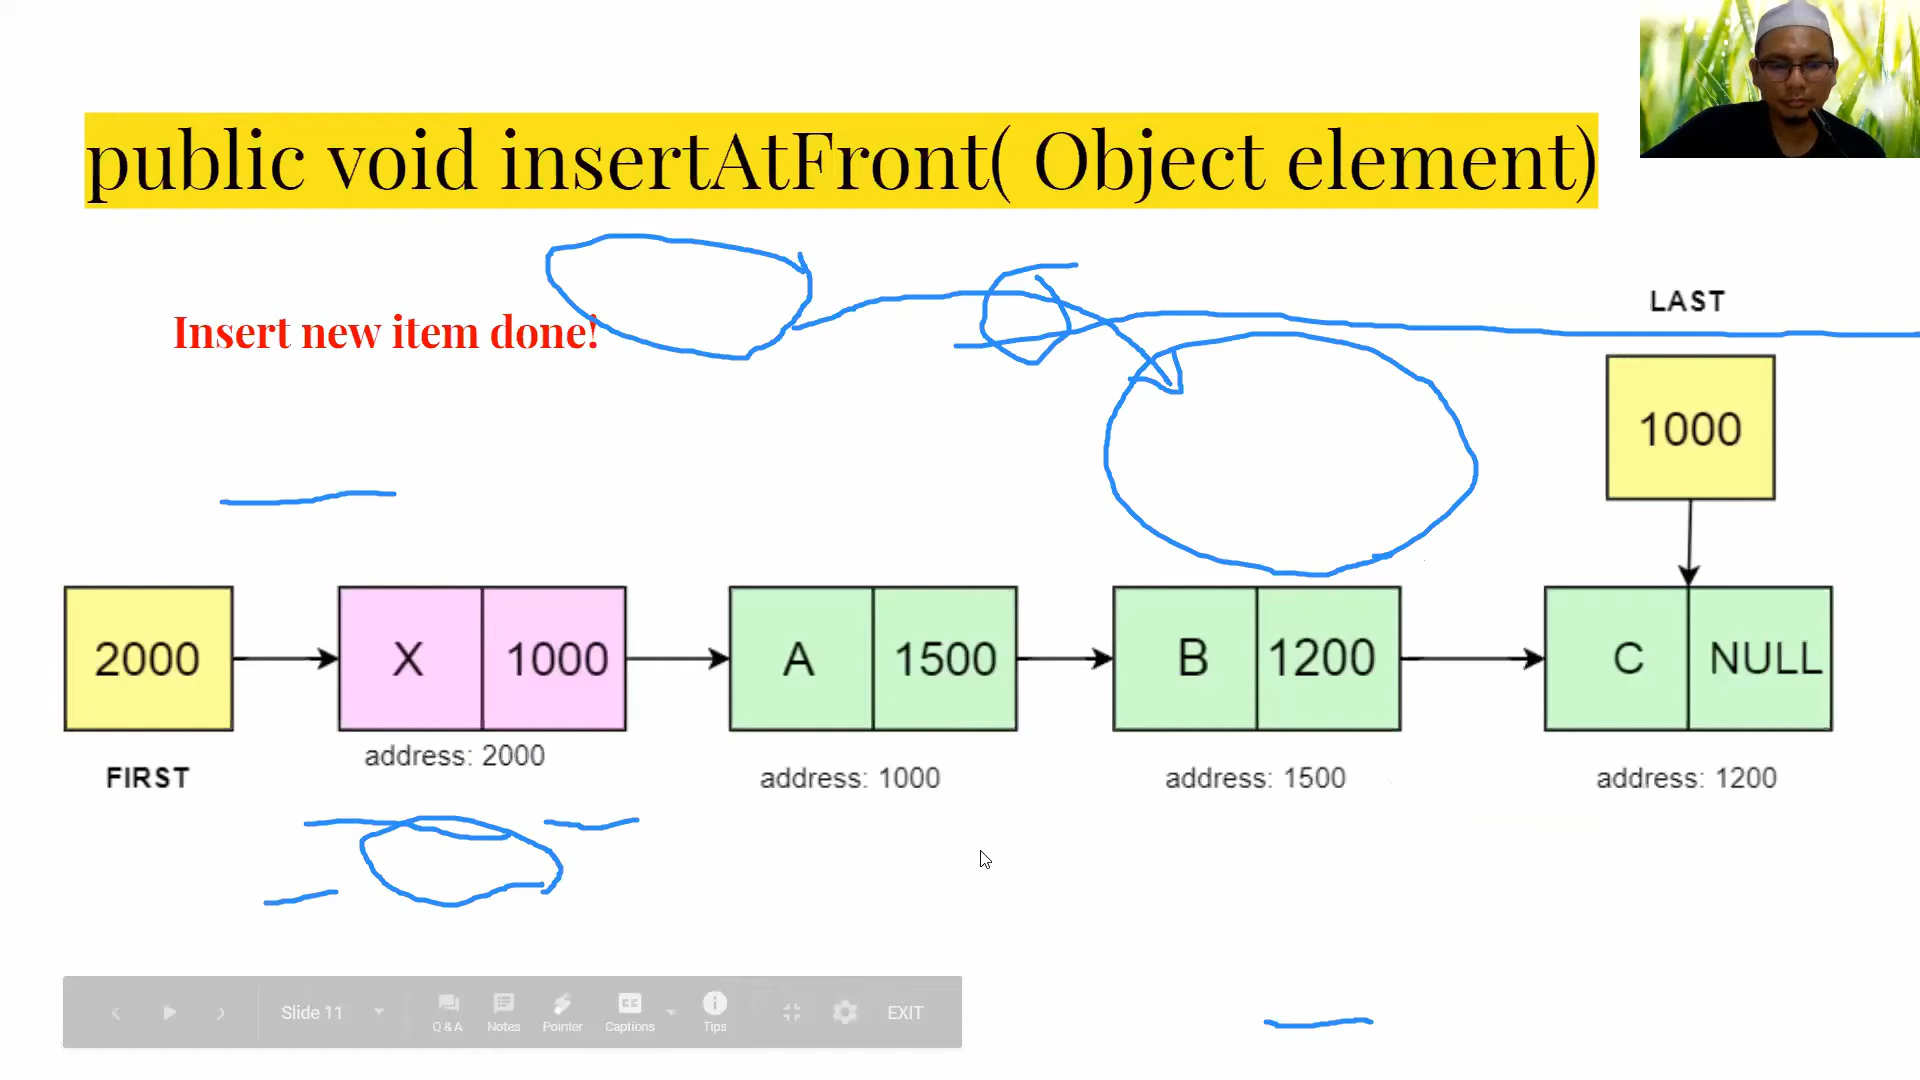 public void insertAtFront( Object element)
Insert new item done!
LAST
1000
2000
X
1000
A
1500
B
1200
C
NULL
FIRST
address: 2000
address: 1000
address: 1500
address: 1200
Slide 11
Q & A
Notes
Pointer
Captions
Tips
EXIT